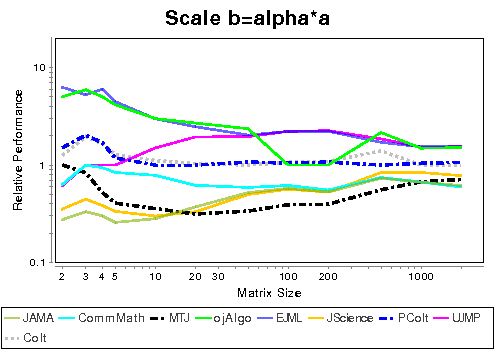 Scale b=alpha*a
10
1
0.1
Relative Performance
2 3 4 5 10 20 30 100 200 1000
Matrix Size
JAMA CommMath MTJ ojAlgo EJML JScience PColt UJMP
Colt